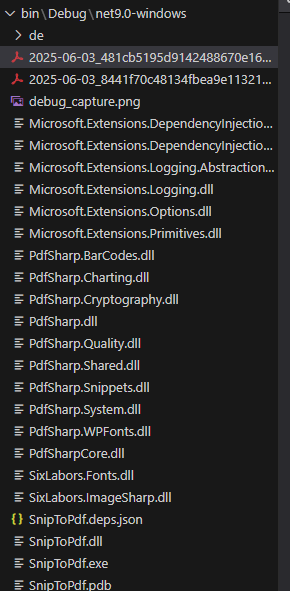 bin\Debug\net9.0-windows
de
2025-06-03_481cb5195d9142488670e16...
2025-06-03_8441f70c48134fbea9e11321...
debug_capture.png
Microsoft.Extensions.DependencyInjectio...
Microsoft.Extensions.DependencyInjectio...
Microsoft.Extensions.Logging.Abstraction...
Microsoft.Extensions.Logging.dll
Microsoft.Extensions.Options.dll
Microsoft.Extensions.Primitives.dll
PdfSharp.BarCodes.dll
PdfSharp.Charting.dll
PdfSharp.Cryptography.dll
PdfSharp.dll
PdfSharp.Quality.dll
PdfSharp.Shared.dll
PdfSharp.Snippets.dll
PdfSharp.System.dll
PdfSharp.WPFonts.dll
PdfSharpCore.dll
SixLabors.Fonts.dll
SixLabors.ImageSharp.dll
SnipToPdf.deps.json
SnipToPdf.dll
SnipToPdf.exe
SnipToPdf.pdb